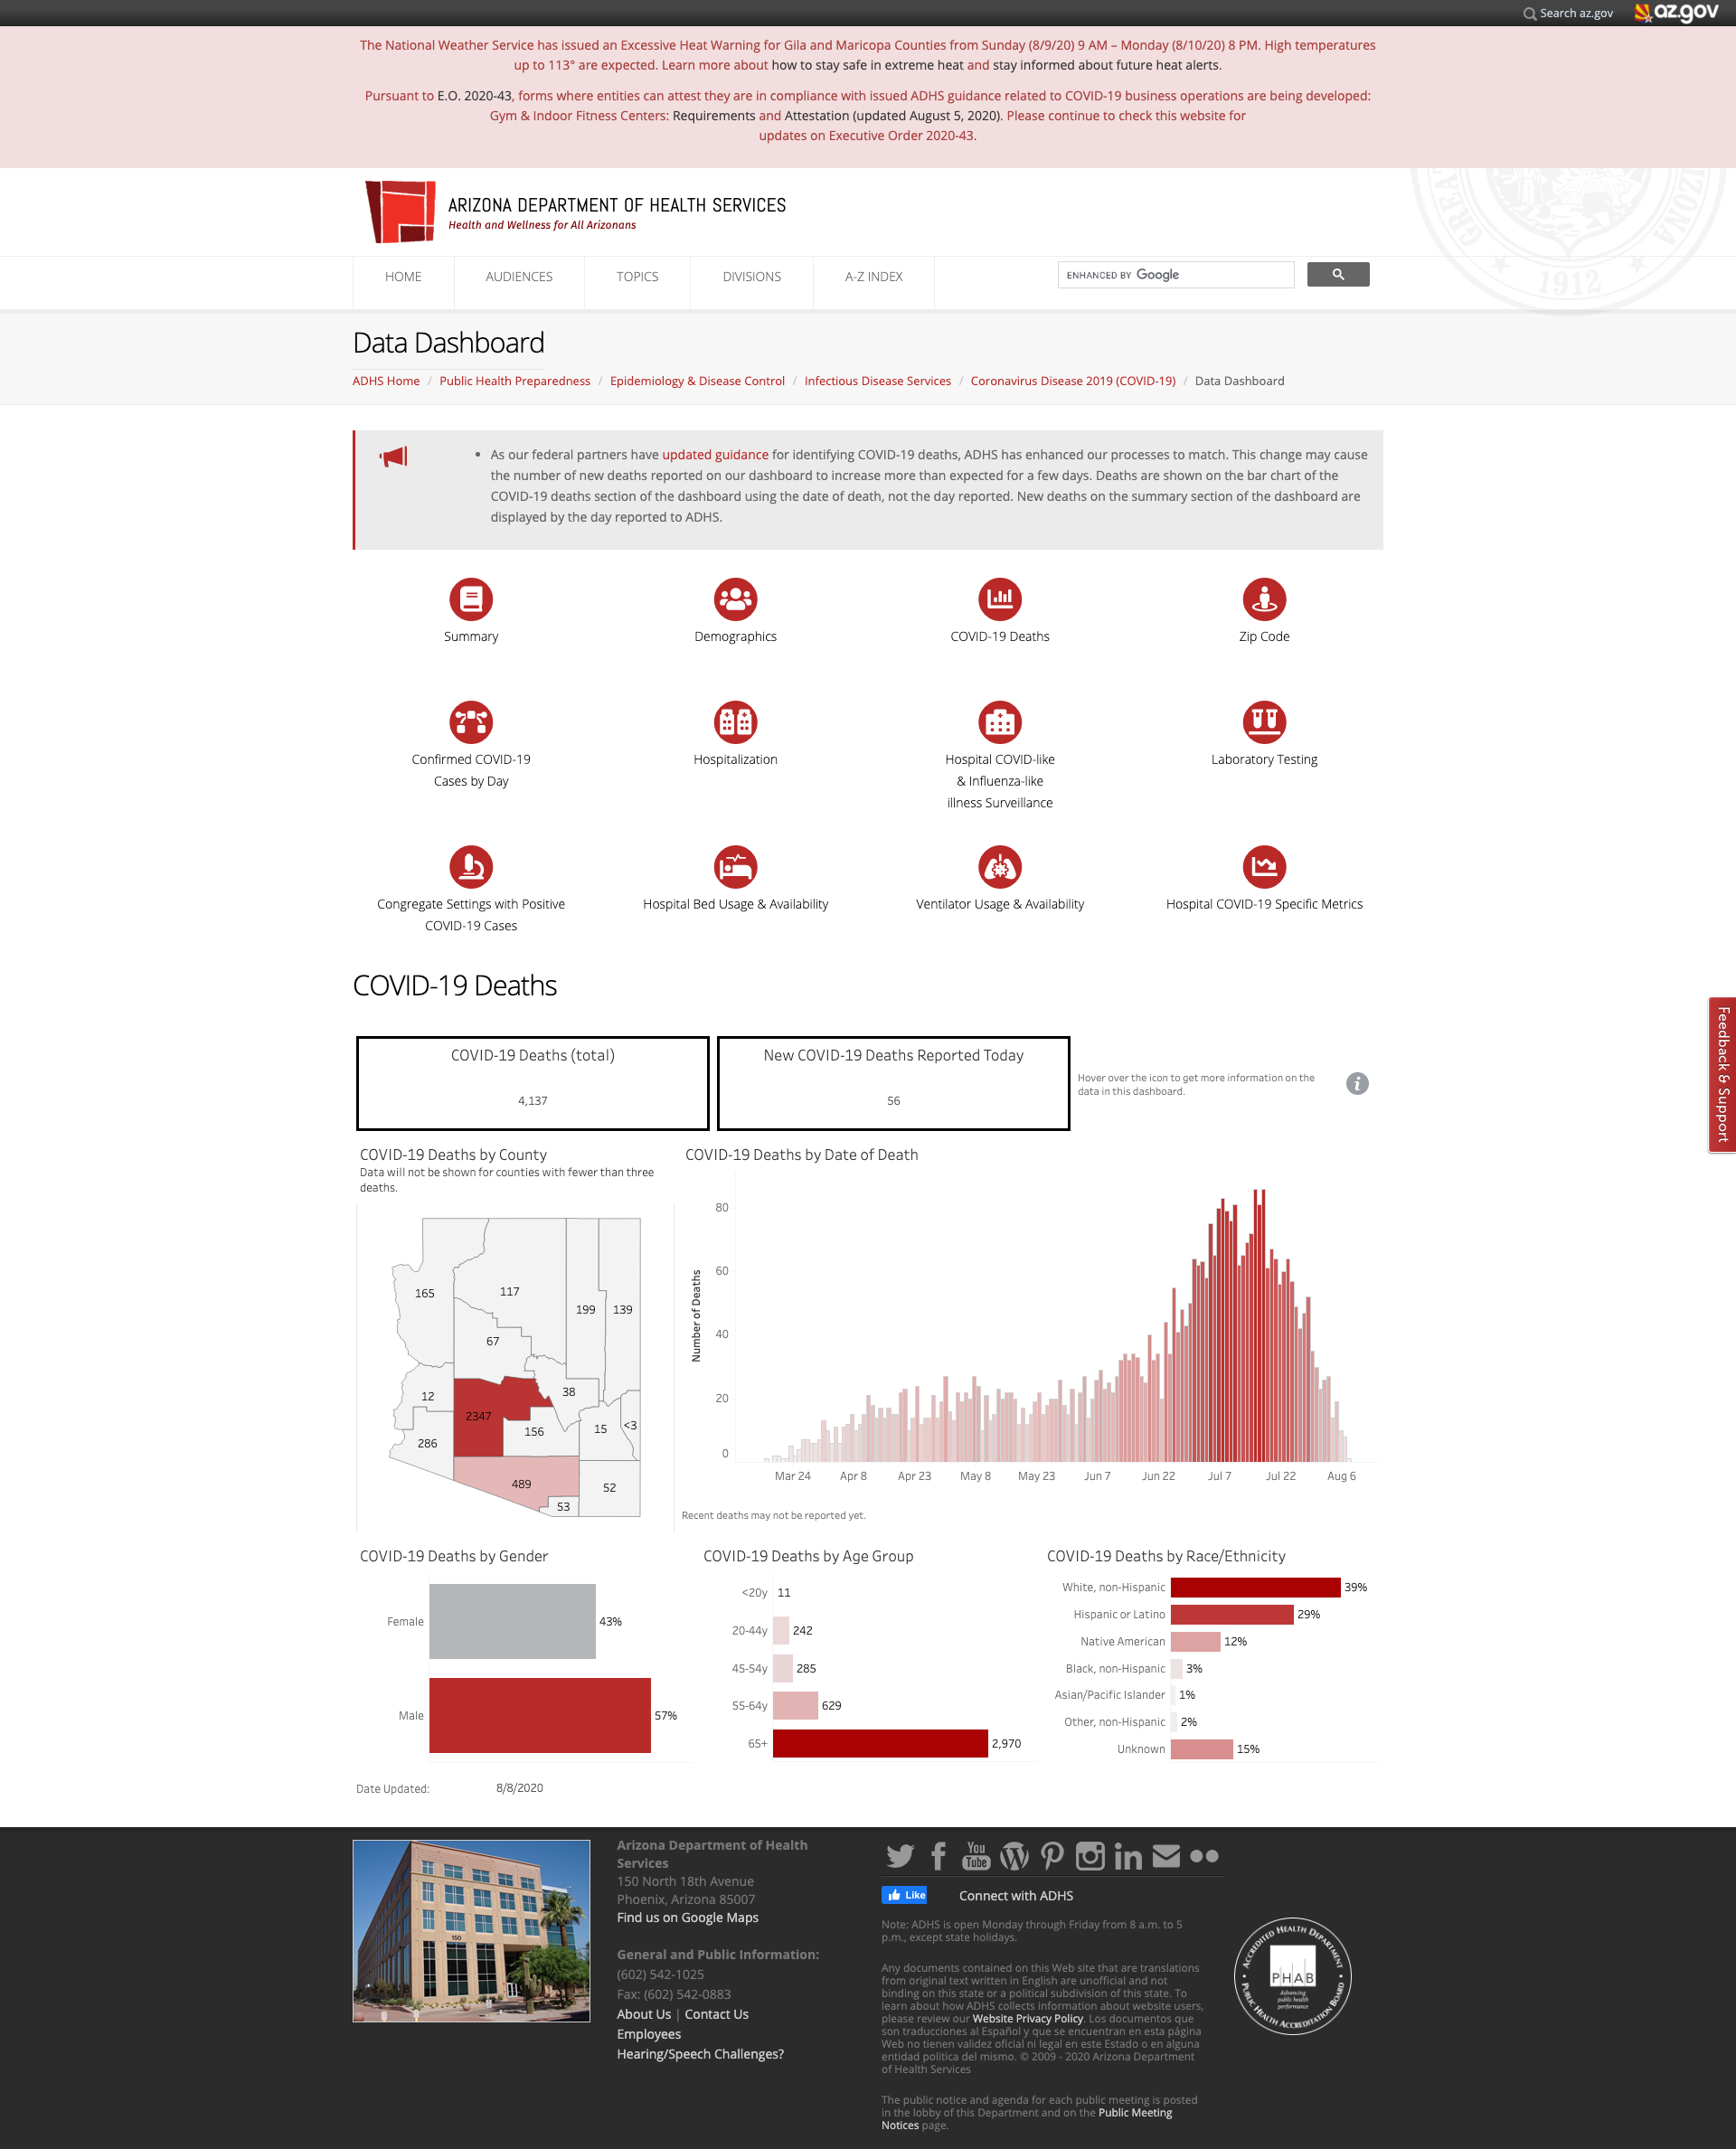 Search az.gov
az.gov
The National Weather Service has issued an Excessive Heat Warning for Gila and Maricopa Counties from Sunday (8/9/20) 9 AM – Monday (8/10/20) 8 PM. High temperatures
up to 113° are expected. Learn more about how to stay safe in extreme heat and stay informed about future heat alerts.
Pursuant to E.O. 2020-43, forms where entities can attest they are in compliance with issued ADHS guidance related to COVID-19 business operations are being developed:
Gym & Indoor Fitness Centers: Requirements and Attestation (updated August 5, 2020). Please continue to check this website for
updates on Executive Order 2020-43.
ARIZONA DEPARTMENT OF HEALTH SERVICES
Health and Wellness for All Arizonans
1912
HOME
AUDIENCES
TOPICS
DIVISIONS
A-Z INDEX
ENHANCED BY Google
Data Dashboard
ADHS Home / Public Health Preparedness / Epidemiology & Disease Control / Infectious Disease Services / Coronavirus Disease 2019 (COVID-19) / Data Dashboard
• As our federal partners have updated guidance for identifying COVID-19 deaths, ADHS has enhanced our processes to match. This change may cause
the number of new deaths reported on our dashboard to increase more than expected for a few days. Deaths are shown on the bar chart of the
COVID-19 deaths section of the dashboard using the date of death, not the day reported. New deaths on the summary section of the dashboard are
displayed by the day reported to ADHS.
Summary
Demographics
COVID-19 Deaths
Zip Code
Confirmed COVID-19
Cases by Day
Hospitalization
Hospital COVID-like
& Influenza-like
illness Surveillance
Laboratory Testing
Congregate Settings with Positive
COVID-19 Cases
Hospital Bed Usage & Availability
Ventilator Usage & Availability
Hospital COVID-19 Specific Metrics
COVID-19 Deaths
Feedback & Support
COVID-19 Deaths (total)
4,137
New COVID-19 Deaths Reported Today
56
Hover over the icon to get more information on the
data in this dashboard.
i
COVID-19 Deaths by County
Data will not be shown for counties with fewer than three
deaths.
165
117
199
139
67
12
38
2347
156
15
<3
286
489
52
53
COVID-19 Deaths by Date of Death
Number of Deaths
80
60
40
20
0
Mar 24
Apr 8
Apr 23
May 8
May 23
Jun 7
Jun 22
Jul 7
Jul 22
Aug 6
Recent deaths may not be reported yet.
COVID-19 Deaths by Gender
Female 43%
Male 57%
COVID-19 Deaths by Age Group
<20y 11
20-44y 242
45-54y 285
55-64y 629
65+ 2,970
COVID-19 Deaths by Race/Ethnicity
White, non-Hispanic 39%
Hispanic or Latino 29%
Native American 12%
Black, non-Hispanic 3%
Asian/Pacific Islander 1%
Other, non-Hispanic 2%
Unknown 15%
Date Updated: 8/8/2020
150
Arizona Department of Health
Services
150 North 18th Avenue
Phoenix, Arizona 85007
Find us on Google Maps
General and Public Information:
(602) 542-1025
Fax: (602) 542-0883
About Us | Contact Us
Employees
Hearing/Speech Challenges?
You
Tube
Like
Connect with ADHS
Note: ADHS is open Monday through Friday from 8 a.m. to 5
p.m., except state holidays.
Any documents contained on this Web site that are translations
from original text written in English are unofficial and not
binding on this state or a political subdivision of this state. To
learn about how ADHS collects information about website users,
please review our Website Privacy Policy. Los documentos que
son traducciones al Español y que se encuentran en esta página
Web no tienen validez oficial ni legal en este Estado o en alguna
entidad politica del mismo. © 2009 - 2020 Arizona Department
of Health Services
The public notice and agenda for each public meeting is posted
in the lobby of this Department and on the Public Meeting
Notices page.
ACCREDITED HEALTH DEPARTMENT
PHAB
Advancing
public health
performance
PUBLIC HEALTH ACCREDITATION BOARD